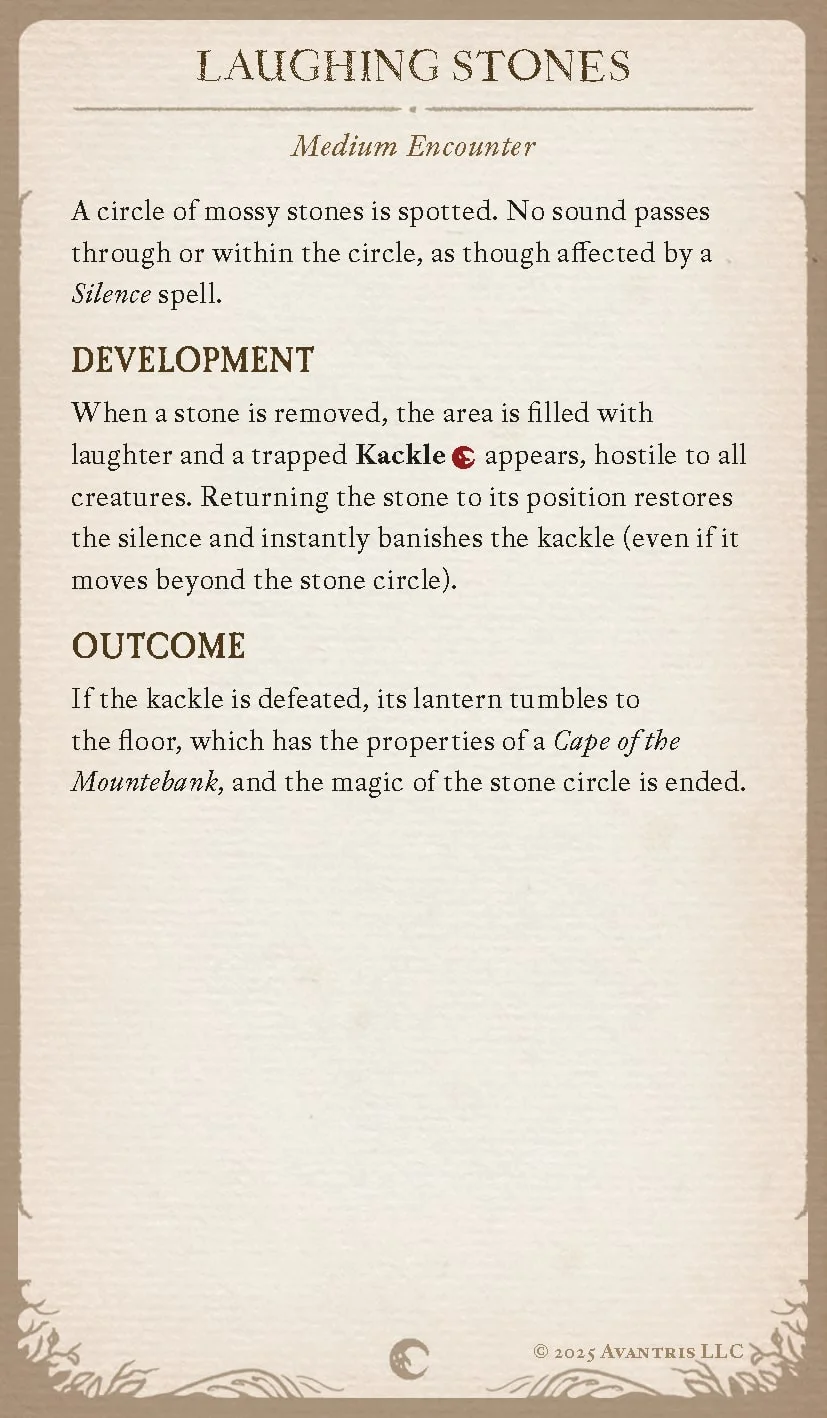 LAUGHING STONES
Medium Encounter
A circle of mossy stones is spotted. No sound passes
through or within the circle, as though affected by a
Silence spell.
DEVELOPMENT
When a stone is removed, the area is filled with
laughter and a trapped Kackle appears, hostile to all
creatures. Returning the stone to its position restores
the silence and instantly banishes the kackle (even if it
moves beyond the stone circle).
OUTCOME
If the kackle is defeated, its lantern tumbles to
the floor, which has the properties of a Cape of the
Mountebank, and the magic of the stone circle is ended.
© 2025 AVANTRIS LLC